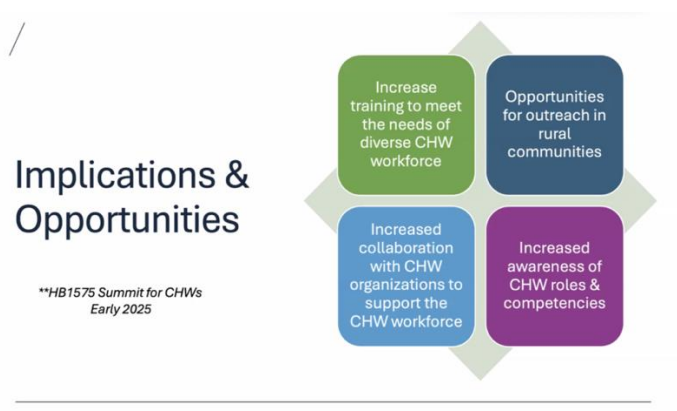 Implications &
Opportunities
**HB1575 Summit for CHWs
Early 2025
Increase
training to meet
the needs of
diverse CHW
workforce
Opportunities
for outreach in
rural
communities
Increased
collaboration
with CHW
organizations to
support the
CHW workforce
Increased
awareness of
CHW roles &
competencies